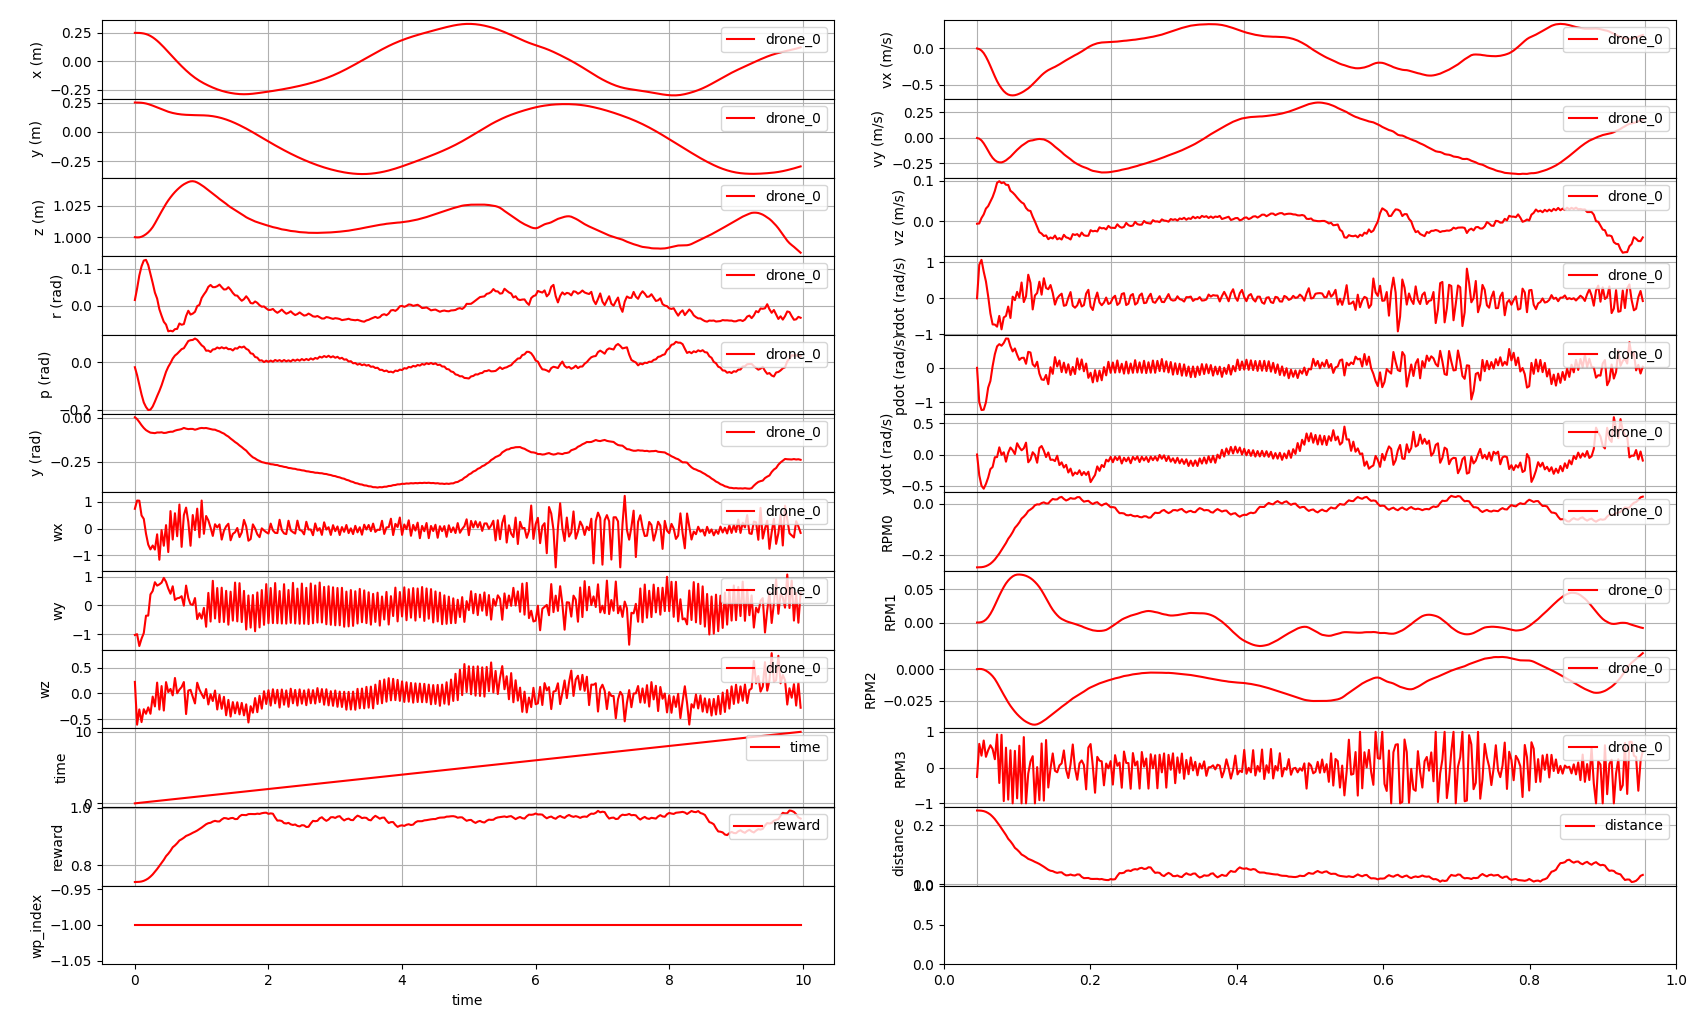 x (m)
0.25
0.00
−0.25
drone_0
y (m)
0.25
0.00
−0.25
drone_0
z (m)
1.025
1.000
drone_0
r (rad)
0.1
0.0
drone_0
p (rad)
0.0
−0.2
drone_0
y (rad)
0.00
−0.25
drone_0
wx
1
0
−1
drone_0
wy
1
0
−1
drone_0
wz
0.5
0.0
−0.5
drone_0
time
10
0
time
reward
1.0
0.8
reward
wp_index
−0.95
−1.00
−1.05
0
2
4
6
8
10
time
vx (m/s)
0.0
−0.5
drone_0
vy (m/s)
0.25
0.00
−0.25
drone_0
vz (m/s)
0.1
0.0
drone_0
rdot (rad/s)
1
0
−1
drone_0
pdot (rad/s)
1
0
−1
drone_0
ydot (rad/s)
0.5
0.0
−0.5
drone_0
RPM0
0.0
−0.2
drone_0
RPM1
0.05
0.00
drone_0
RPM2
0.000
−0.025
drone_0
RPM3
1
0
−1
drone_0
distance
0.2
0.0
distance
1.0
0.5
0.0
0.0
0.2
0.4
0.6
0.8
1.0